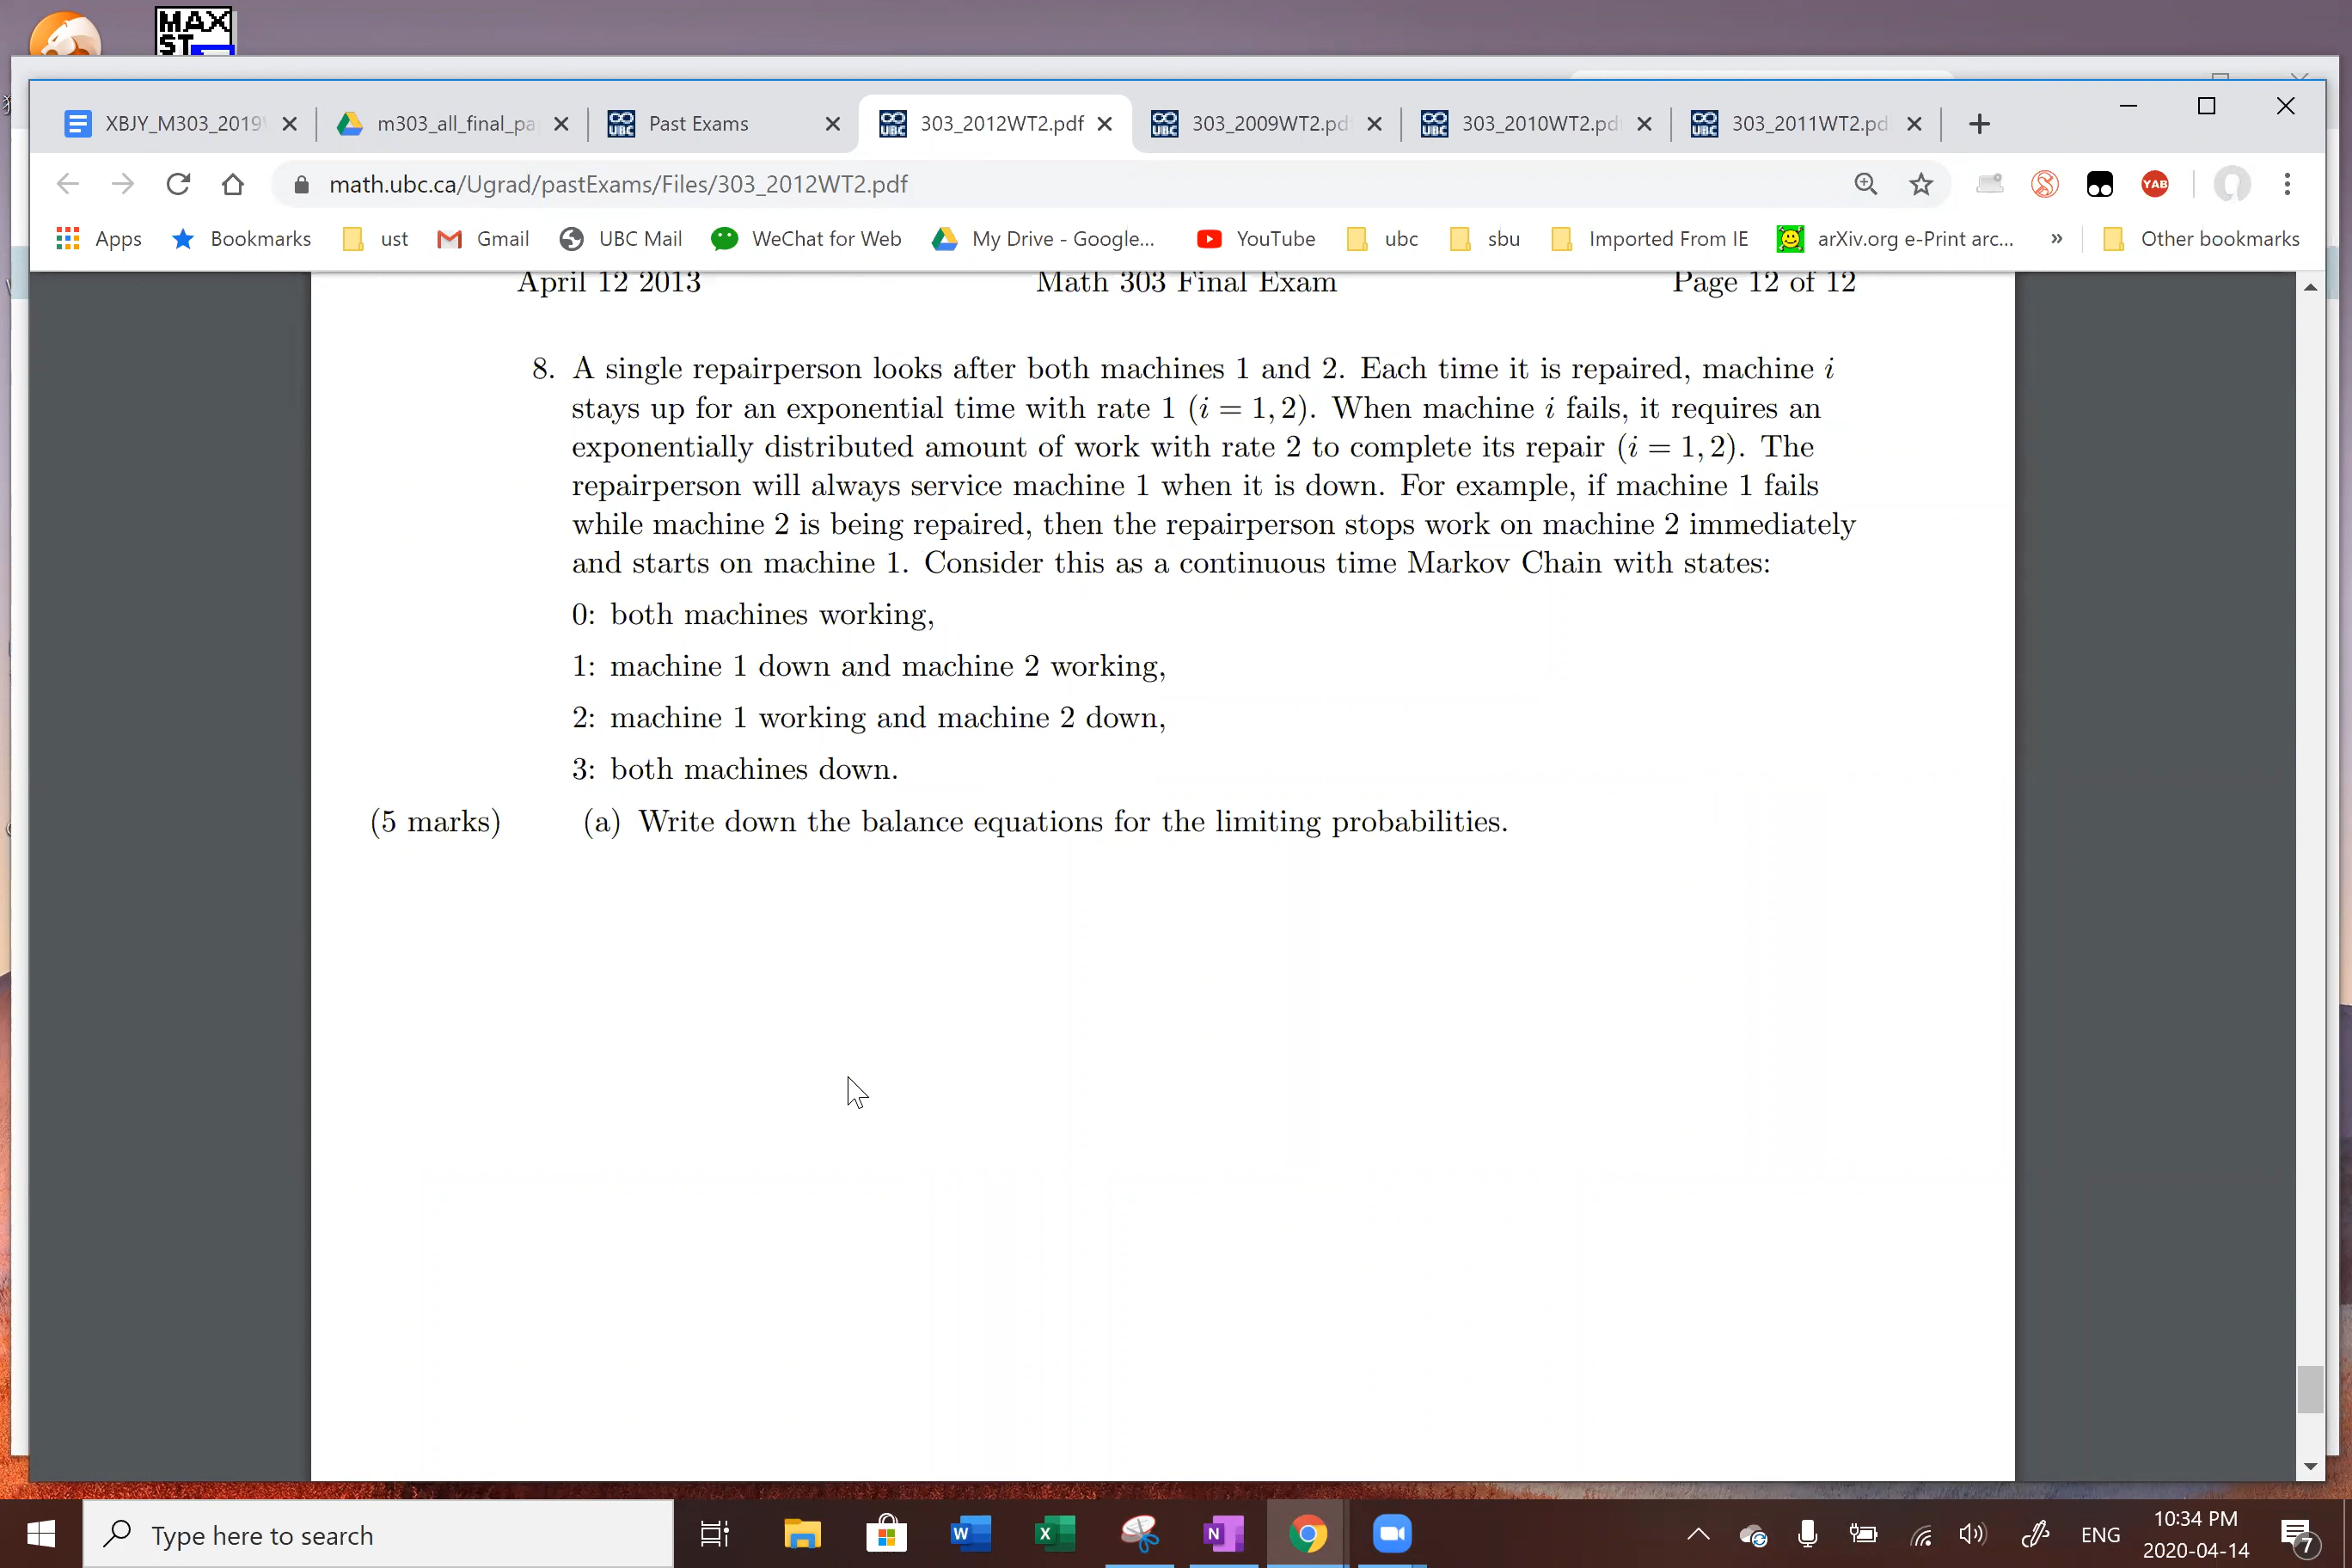 MAX
ST
XBJY_M303_2019
m303_all_final_pa
Past Exams
303_2012WT2.pdf
303_2009WT2.pd
303_2010WT2.pd
303_2011WT2.pd
math.ubc.ca/Ugrad/pastExams/Files/303_2012WT2.pdf
YAB
Apps Bookmarks ust Gmail UBC Mail WeChat for Web My Drive - Google... YouTube ubc sbu Imported From IE arXiv.org e-Print arc... » Other bookmarks
April 12 2013 Math 303 Final Exam Page 12 of 12
8. A single repairperson looks after both machines 1 and 2. Each time it is repaired, machine i
stays up for an exponential time with rate 1 (i = 1, 2). When machine i fails, it requires an
exponentially distributed amount of work with rate 2 to complete its repair (i = 1, 2). The
repairperson will always service machine 1 when it is down. For example, if machine 1 fails
while machine 2 is being repaired, then the repairperson stops work on machine 2 immediately
and starts on machine 1. Consider this as a continuous time Markov Chain with states:
0: both machines working,
1: machine 1 down and machine 2 working,
2: machine 1 working and machine 2 down,
3: both machines down.
(5 marks) (a) Write down the balance equations for the limiting probabilities.
Type here to search
ENG
10:34 PM
2020-04-14
7